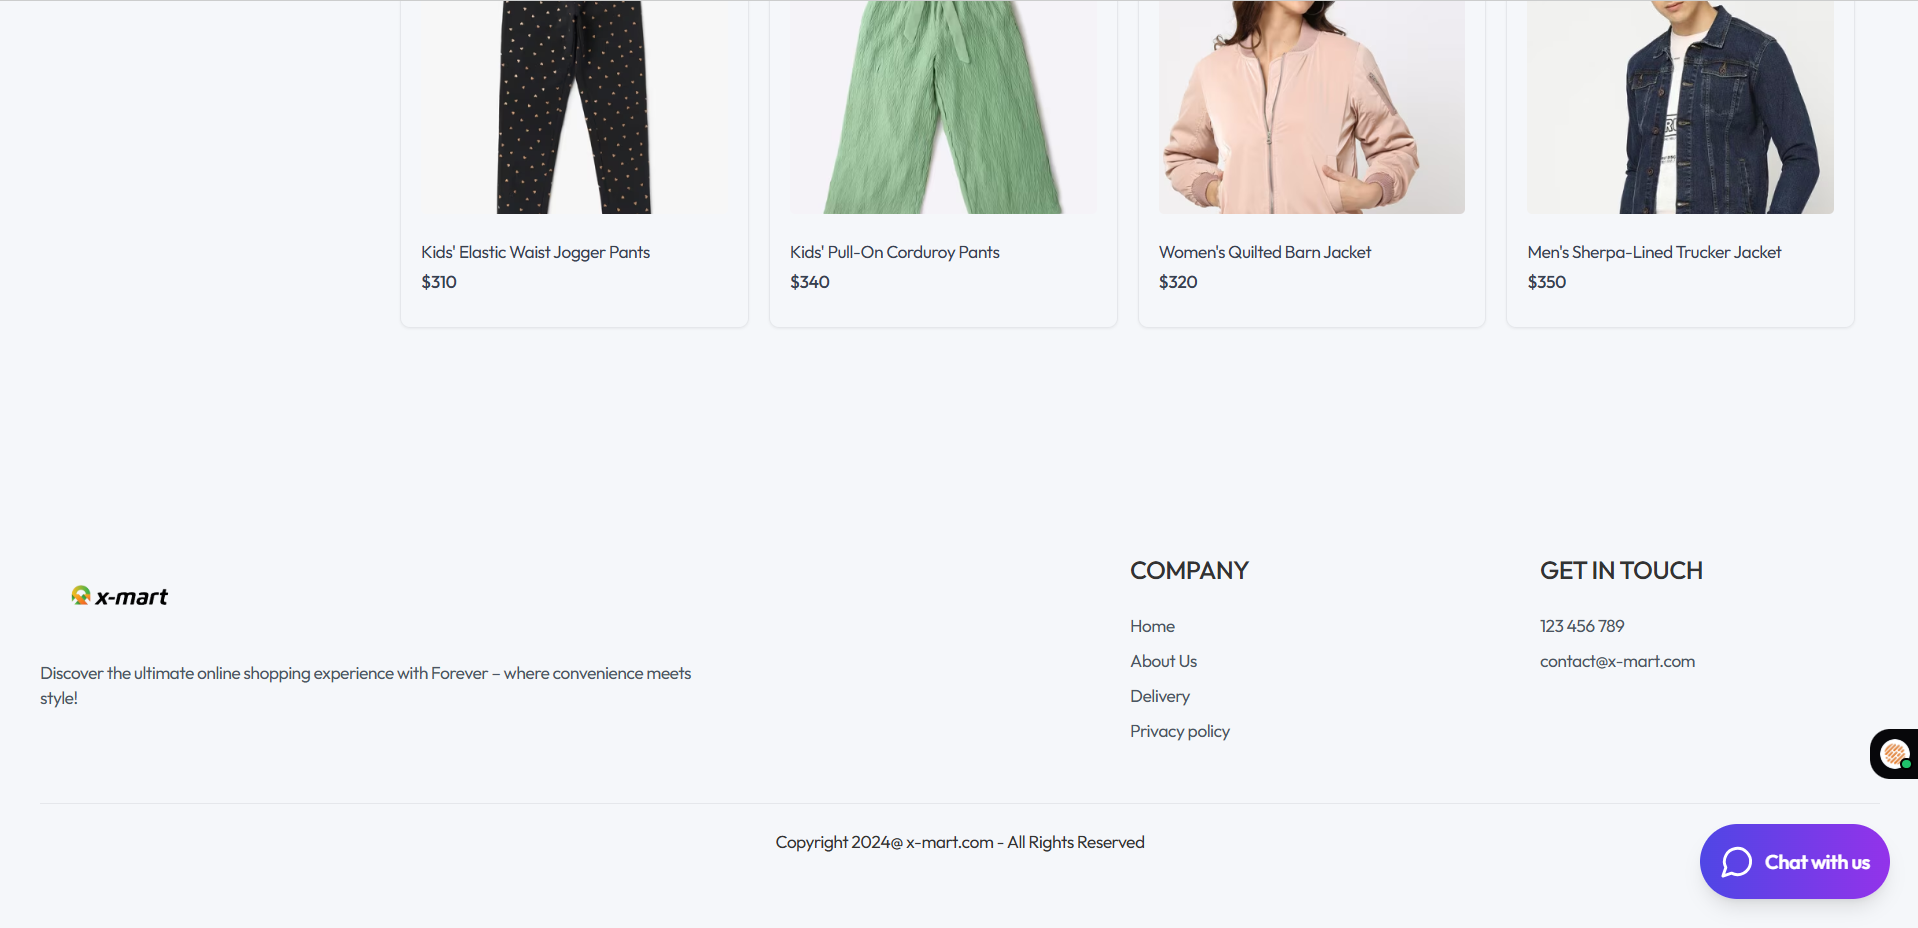 Kids' Elastic Waist Jogger Pants
$310
Kids' Pull-On Corduroy Pants
$340
Women's Quilted Barn Jacket
$320
Men's Sherpa-Lined Trucker Jacket
$350
x-mart
Discover the ultimate online shopping experience with Forever – where convenience meets
style!
COMPANY
Home
About Us
Delivery
Privacy policy
GET IN TOUCH
123 456 789
contact@x-mart.com
Copyright 2024@ x-mart.com - All Rights Reserved
Chat with us